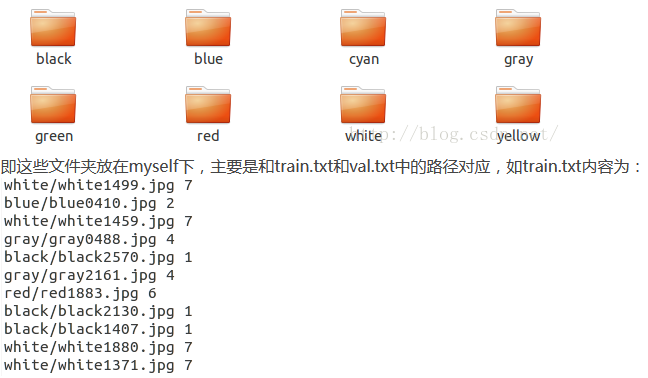 black blue cyan gray
green red white yellow
http://blog.csdn.net/
即这些文件夹放在myself下，主要是和train.txt和val.txt中的路径对应，如train.txt内容为：
white/white1499.jpg 7
blue/blue0410.jpg 2
white/white1459.jpg 7
gray/gray0488.jpg 4
black/black2570.jpg 1
gray/gray2161.jpg 4
red/red1883.jpg 6
black/black2130.jpg 1
black/black1407.jpg 1
white/white1880.jpg 7
white/white1371.jpg 7